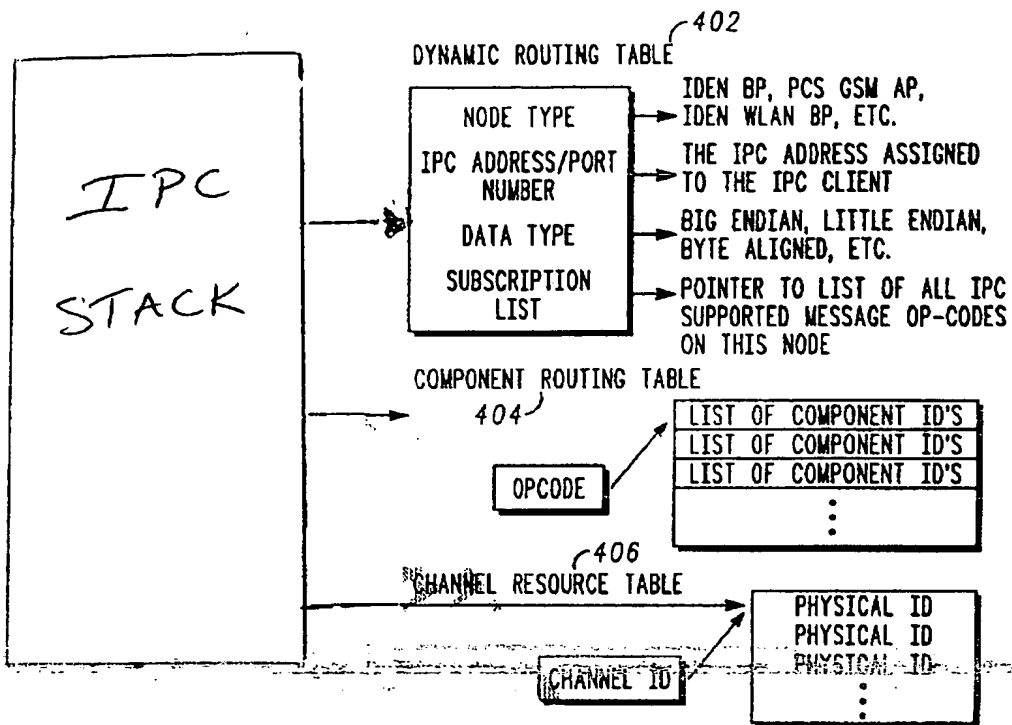 IPC
STACK
402
DYNAMIC ROUTING TABLE
NODE TYPE
IPC ADDRESS/PORT
NUMBER
DATA TYPE
SUBSCRIPTION
LIST
IDEN BP, PCS GSM AP,
IDEN WLAN BP, ETC.
THE IPC ADDRESS ASSIGNED
TO THE IPC CLIENT
BIG ENDIAN, LITTLE ENDIAN,
BYTE ALIGNED, ETC.
POINTER TO LIST OF ALL IPC
SUPPORTED MESSAGE OP-CODES
ON THIS NODE
COMPONENT ROUTING TABLE
404
OPCODE
LIST OF COMPONENT ID'S
LIST OF COMPONENT ID'S
LIST OF COMPONENT ID'S
406
CHANNEL RESOURCE TABLE
CHANNEL ID
PHYSICAL ID
PHYSICAL ID
PHYSICAL ID